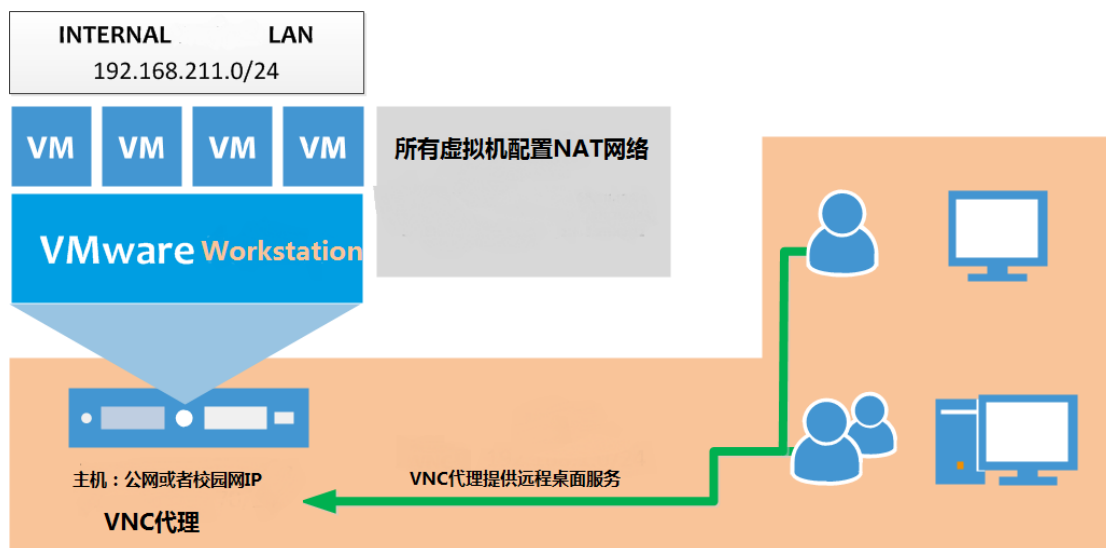 INTERNAL LAN
192.168.211.0/24
VM VM VM VM
所有虚拟机配置NAT网络
VMware Workstation
主机：公网或者校园网IP
VNC代理提供远程桌面服务
VNC代理